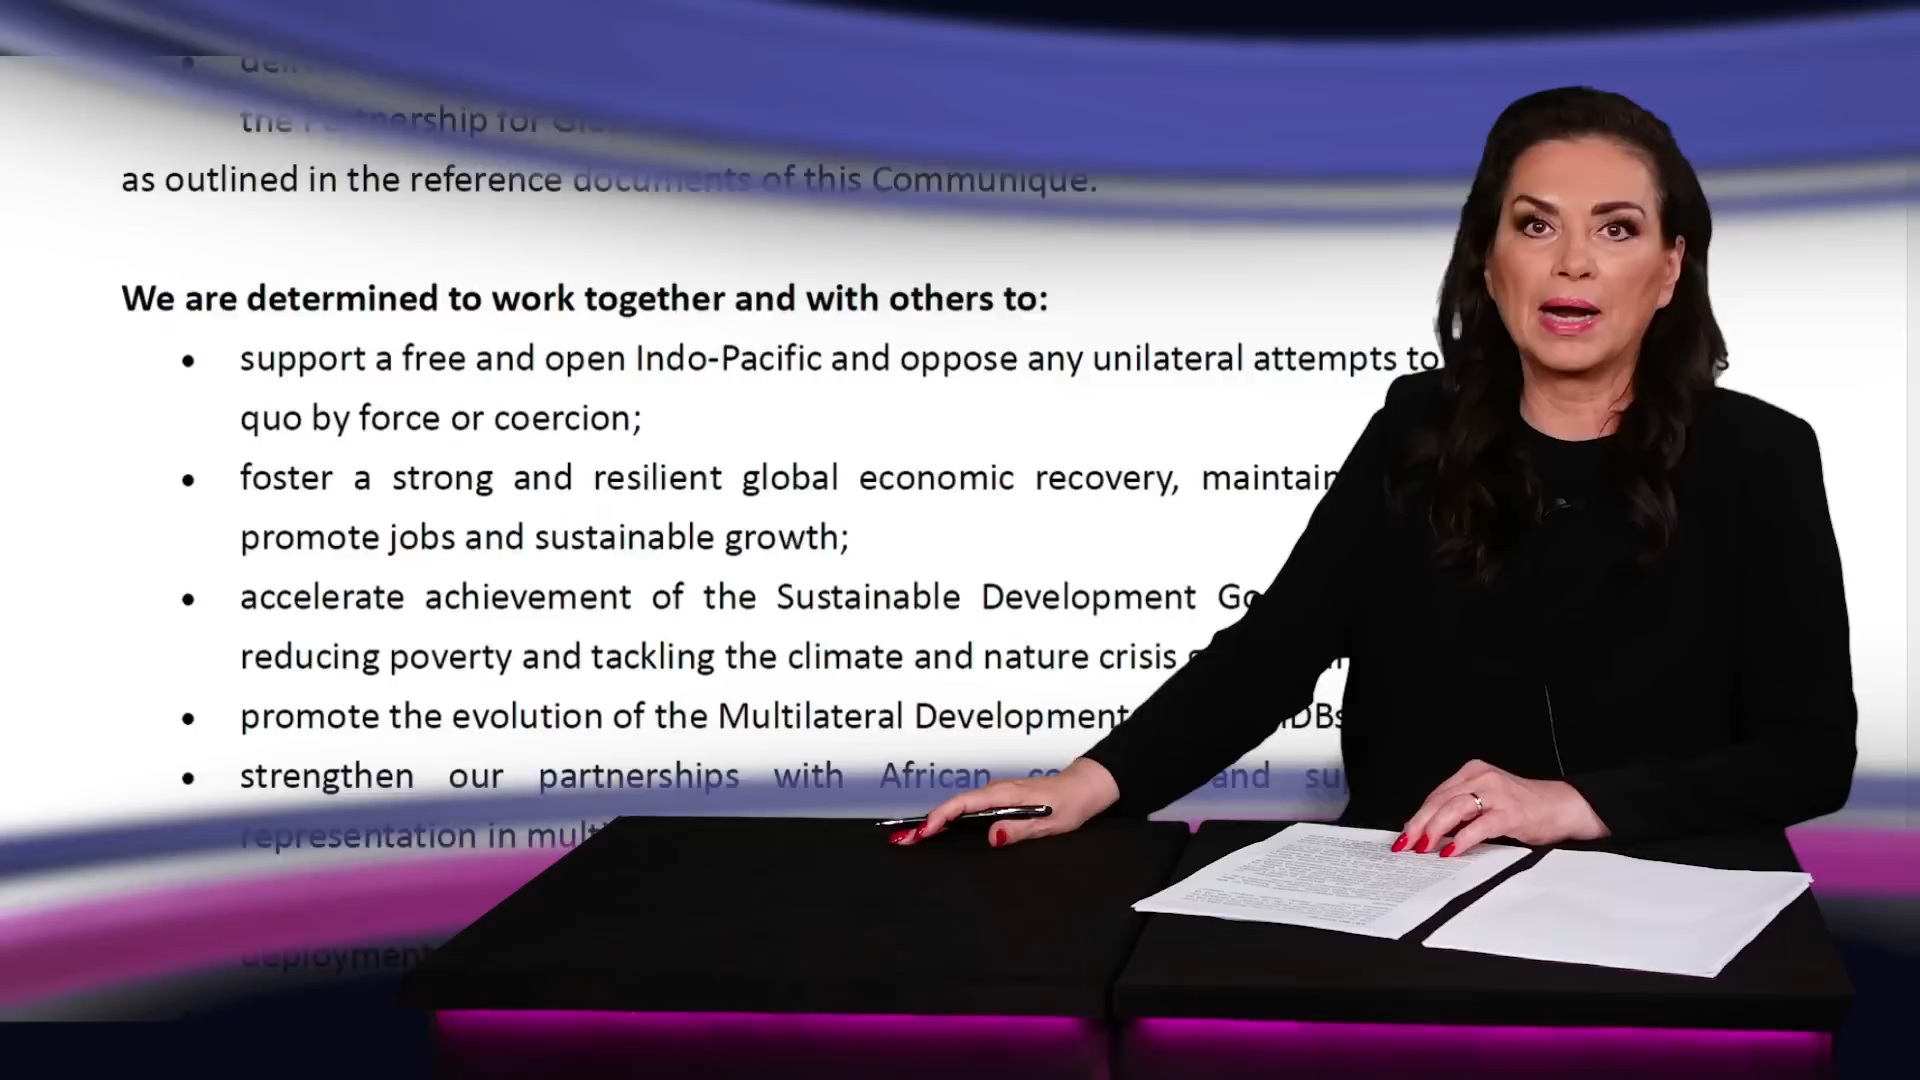 the Partnership for
as outlined in the reference documents of this Communique.
We are determined to work together and with others to:
• support a free and open Indo-Pacific and oppose any unilateral attempts to
quo by force or coercion;
• foster a strong and resilient global economic recovery, maintain
promote jobs and sustainable growth;
• accelerate achievement of the Sustainable Development
reducing poverty and tackling the climate and nature crisis
• promote the evolution of the Multilateral Development
• strengthen our partnerships with African and
representation in
deployment